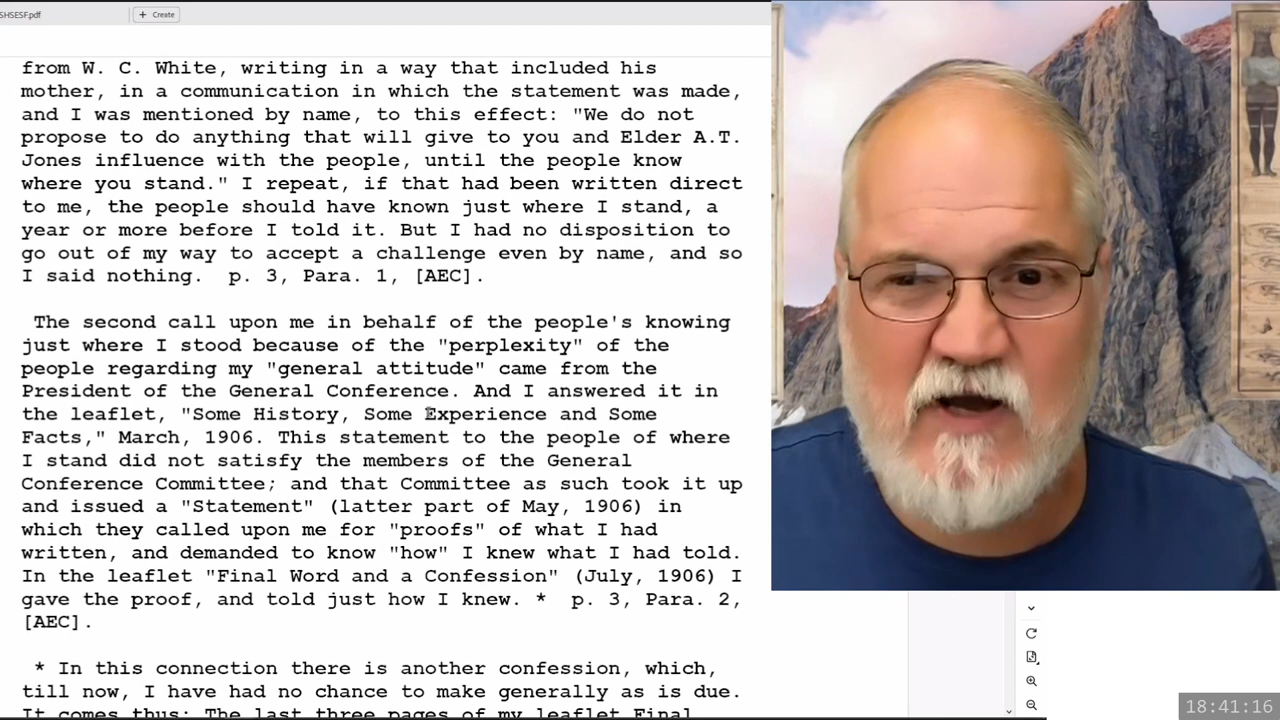 SHSESF.pdf
+ Create
from W. C. White, writing in a way that included his
mother, in a communication in which the statement was made,
and I was mentioned by name, to this effect: "We do not
propose to do anything that will give to you and Elder A.T.
Jones influence with the people, until the people know
where you stand." I repeat, if that had been written direct
to me, the people should have known just where I stand, a
year or more before I told it. But I had no disposition to
go out of my way to accept a challenge even by name, and so
I said nothing. p. 3, Para. 1, [AEC].
The second call upon me in behalf of the people's knowing
just where I stood because of the "perplexity" of the
people regarding my "general attitude" came from the
President of the General Conference. And I answered it in
the leaflet, "Some History, Some Experience and Some
Facts," March, 1906. This statement to the people of where
I stand did not satisfy the members of the General
Conference Committee; and that Committee as such took it up
and issued a "Statement" (latter part of May, 1906) in
which they called upon me for "proofs" of what I had
written, and demanded to know "how" I knew what I had told.
In the leaflet "Final Word and a Confession" (July, 1906) I
gave the proof, and told just how I knew. * p. 3, Para. 2,
[AEC].
* In this connection there is another confession, which,
till now, I have had no chance to make generally as is due.
It comes thus: The last three pages of my leaflet Final
18:41:16